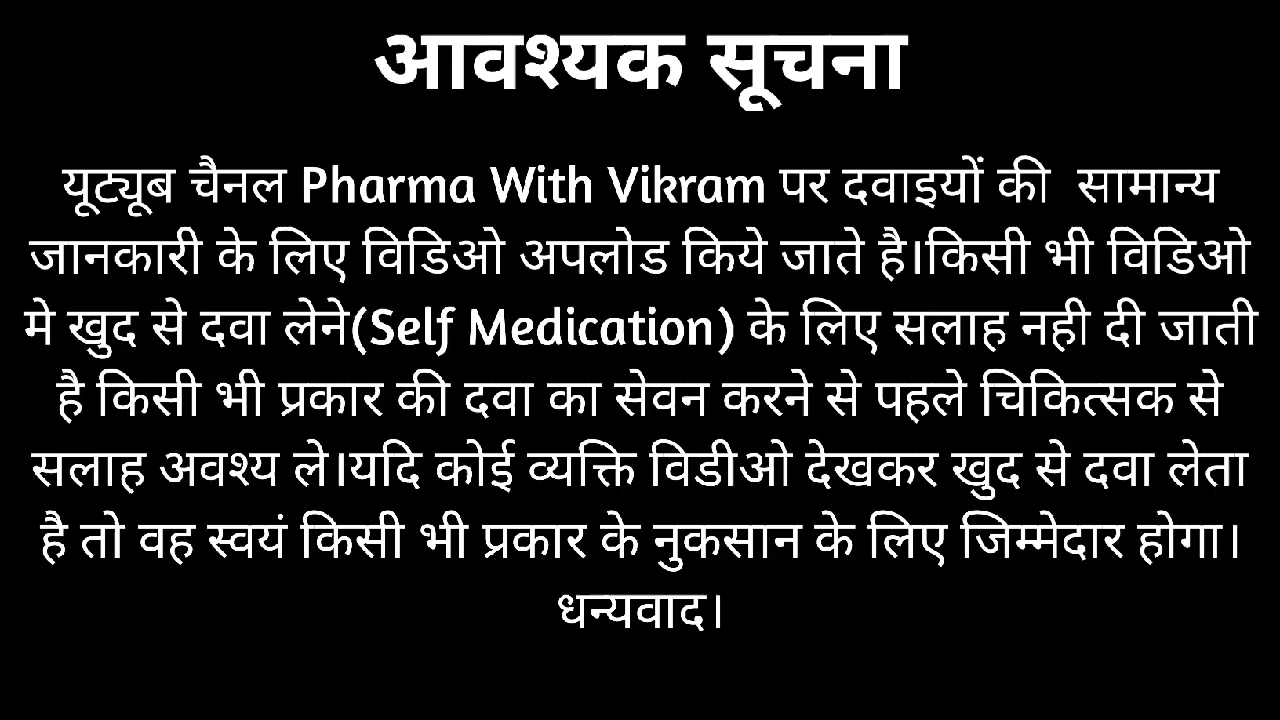 आवश्यक सूचना
यूट्यूब चैनल Pharma With Vikram पर दवाइयों की सामान्य
जानकारी के लिए विडिओ अपलोड किये जाते है।किसी भी विडिओ
मे खुद से दवा लेने(Self Medication) के लिए सलाह नही दी जाती
है किसी भी प्रकार की दवा का सेवन करने से पहले चिकित्सक से
सलाह अवश्य ले।यदि कोई व्यक्ति विडीओ देखकर खुद से दवा लेता
है तो वह स्वयं किसी भी प्रकार के नुकसान के लिए जिम्मेदार होगा।
धन्यवाद।